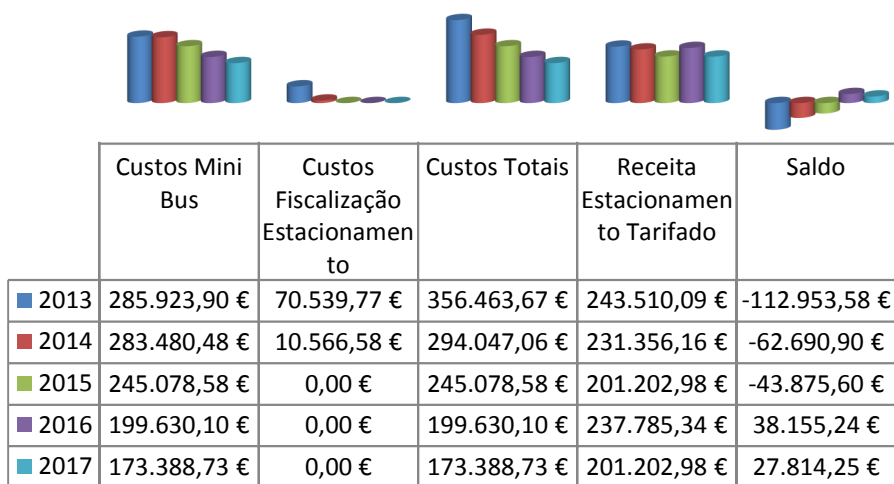 Custos Mini Bus
Custos Fiscalização Estacionamen to
Custos Totais
Receita Estacionamen to Tarifado
Saldo
2013 285.923,90 € 70.539,77 € 356.463,67 € 243.510,09 € -112.953,58 €
2014 283.480,48 € 10.566,58 € 294.047,06 € 231.356,16 € -62.690,90 €
2015 245.078,58 € 0,00 € 245.078,58 € 201.202,98 € -43.875,60 €
2016 199.630,10 € 0,00 € 199.630,10 € 237.785,34 € 38.155,24 €
2017 173.388,73 € 0,00 € 173.388,73 € 201.202,98 € 27.814,25 €